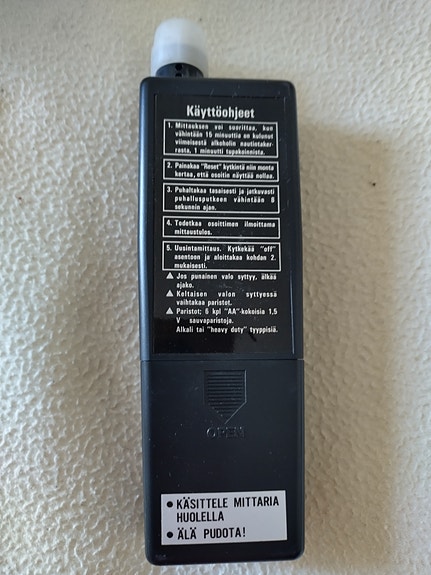 Käyttöohjeet
1. Mittauksen voi suorittaa, kun
vähintään 15 minuuttia on kulunut
viimeisestä alkoholin nautintaker-
rasta, 1 minuutti tupakoinnista.
2. Painakaa "Reset" kytkintä niin monta
kertaa, että osoitin näyttää nollaa.
3. Puhaltakaa tasaisesti ja jatkuvasti
puhallusputkeen vähintään 8
sekunnin ajan.
4. Todetkaa osoittimen ilmoittama
mittaustulos.
5. Uusintamittaus. Kytkekää "off"
asentoon ja aloittakaa kohdan 2.
mukaisesti.
▲ Jos punainen valo syttyy, älkää
ajako.
▲ Keltaisen valon syttyessä
vaihtakaa paristot.
▲ Paristot: 6 kpl "AA"-kokoisia 1,5
V sauvaparistoja.
Alkali tai "heavy duty" tyyppisiä.
OPEN
• KÄSITTELE MITTARIA
HUOLELLA
• ÄLÄ PUDOTA!